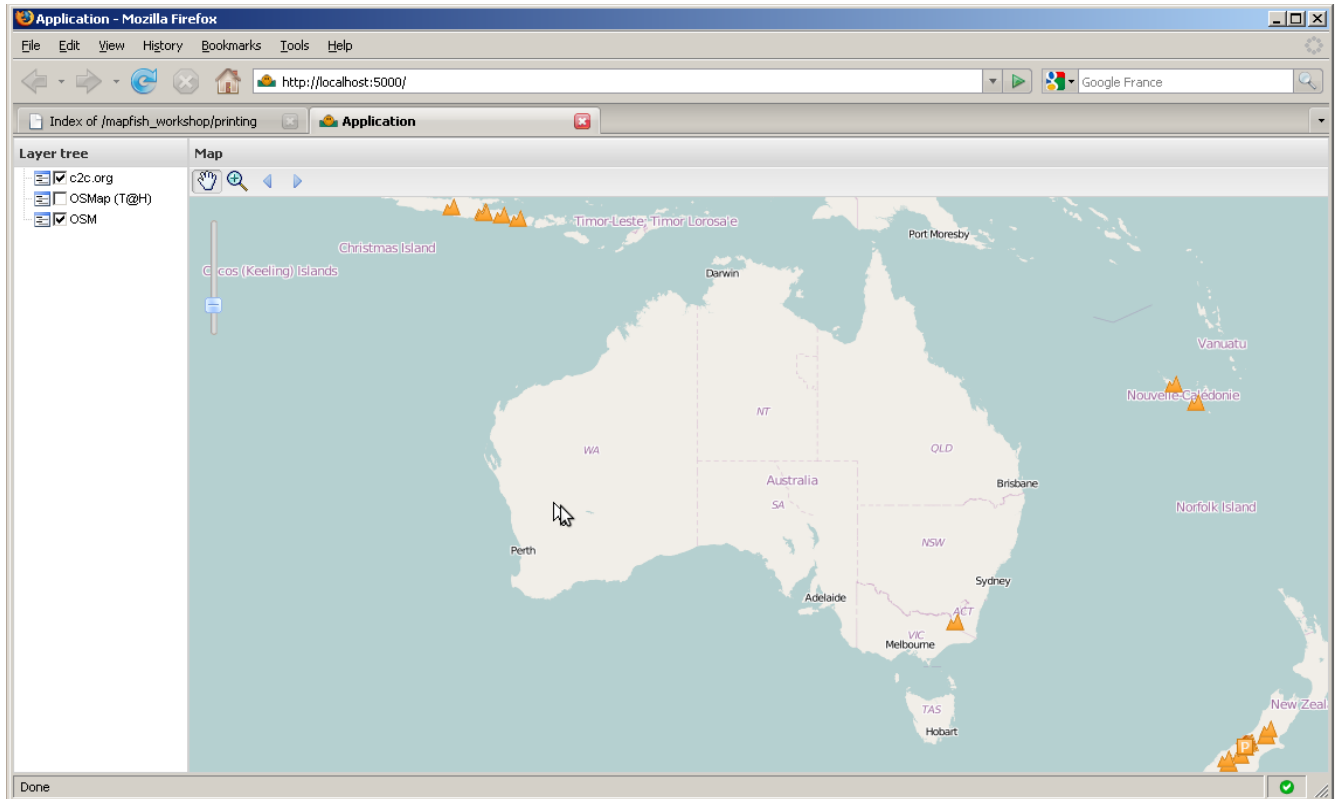 Application - Mozilla Firefox
File Edit View History Bookmarks Tools Help
http://localhost:5000/
Google France
Index of /mapfish_workshop/printing
Application
Layer tree
Map
c2c.org
OSMap (T@H)
OSM
Timor-Leste, Timor Lorosa'e
Port Moresby
Christmas Island
Cocos (Keeling) Islands
Darwin
Vanuatu
Nouvelle-Calédonie
NT
WA
QLD
Australia
Brisbane
SA
Norfolk Island
NSW
Perth
Sydney
Adelaide
ACT
VIC
Melbourne
TAS
New Zeal
Hobart
P
Done